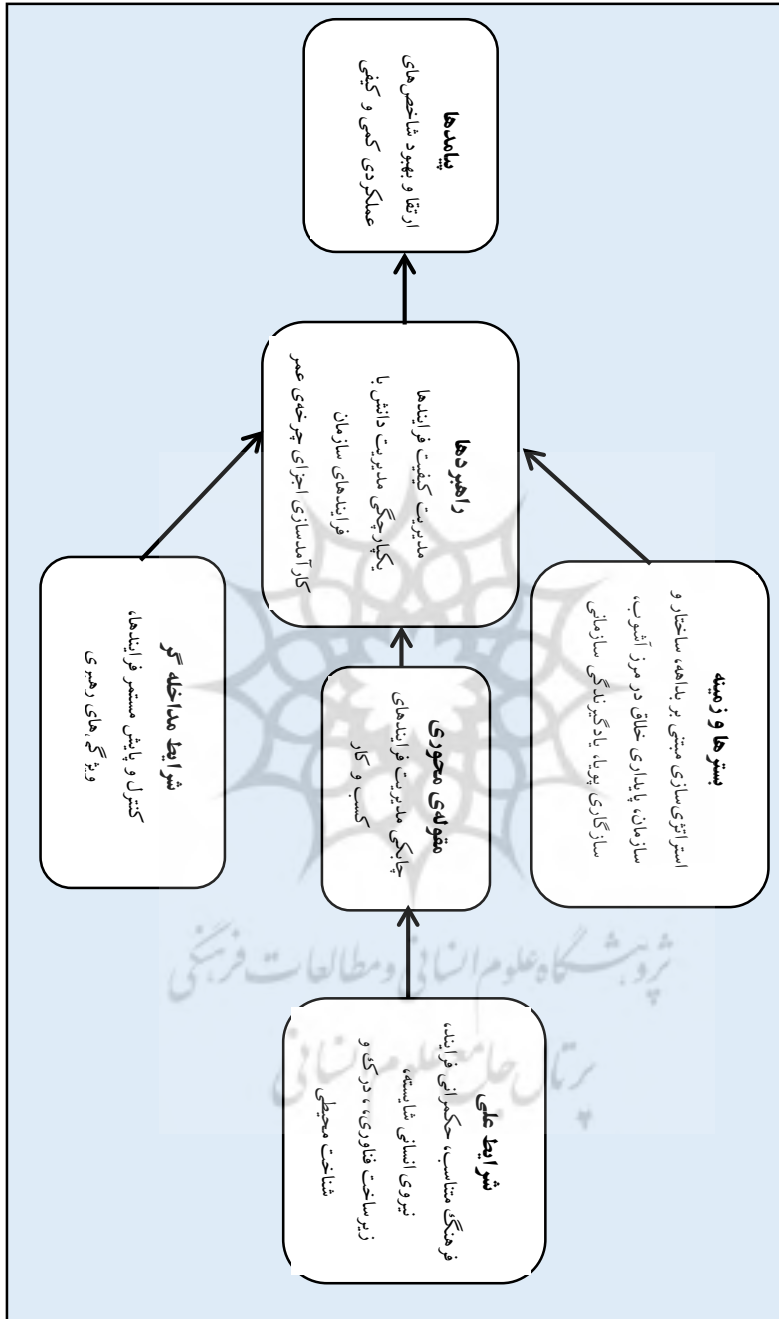 شرایط علی
فرهنگ متناسب، حکمرانی فرایند،
نیروی انسانی شایسته،
زیرساخت فناوری، ، درک و
شناخت محیطی
بسترها و زمینه
استراتژی‌سازی مبتنی بر بداهه، ساختار و
سازمان، پایداری خلاق در مرز آشوب،
سازگاری پویا، یادگیرندگی سازمانی
مقوله‌ی محوری
چابکی مدیریت فرایندهای
کسب و کار
شرایط مداخله گر
کنترل و پایش مستمر فرایندها،
ویژگی‌های رهبری
راهبردها
مدیریت کیفیت فرایندها
یکپارچگی مدیریت دانش با
فرایندهای سازمان
کارآمدسازی اجزای چرخه‌ی عمر
پیامدها
ارتقا و بهبود شاخص‌های
عملکردی کمی و کیفی
پژوهشگاه علوم انسانی و مطالعات فرهنگی
پرتال جامع علوم انسانی